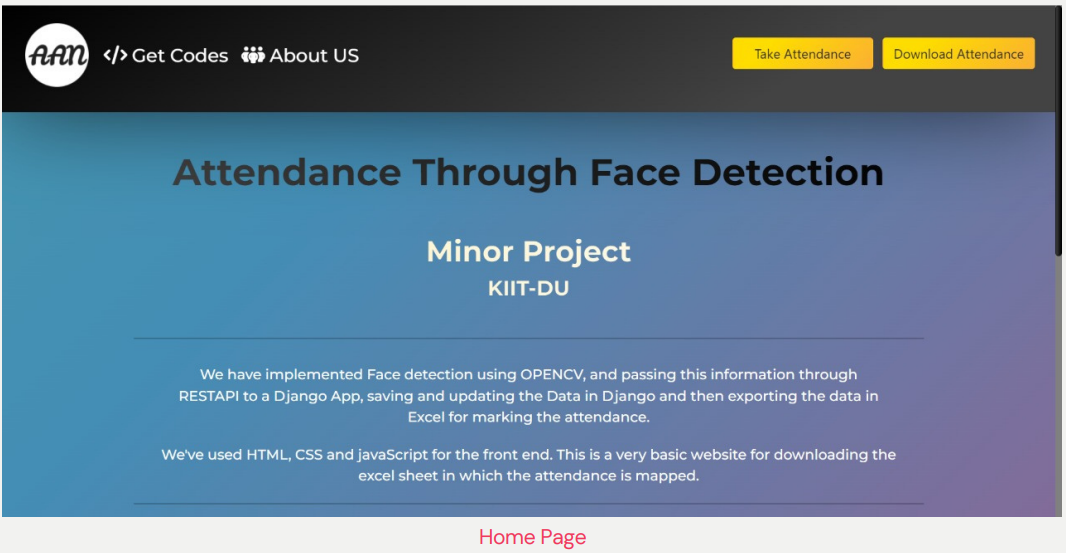 AAN </> Get Codes About US Take Attendance Download Attendance
Attendance Through Face Detection
Minor Project
KIIT-DU
We have implemented Face detection using OPENCV, and passing this information through
RESTAPI to a Django App, saving and updating the Data in Django and then exporting the data in
Excel for marking the attendance.
We've used HTML, CSS and javaScript for the front end. This is a very basic website for downloading the
excel sheet in which the attendance is mapped.
Home Page